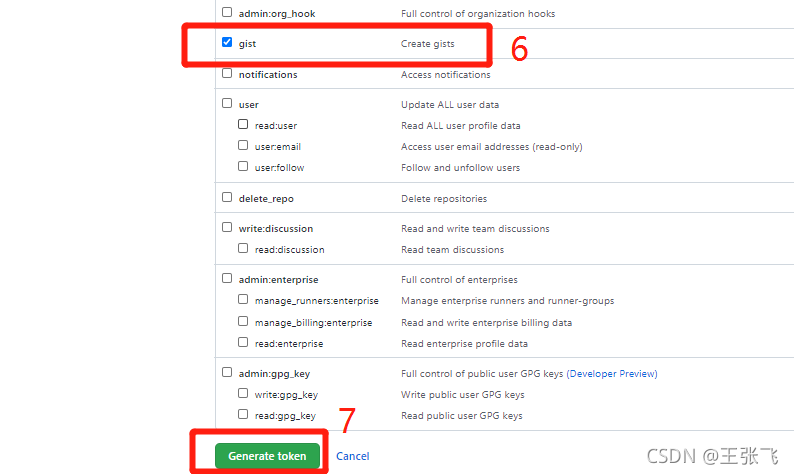 admin:org_hook Full control of organization hooks
gist Create gists 6
notifications Access notifications
user Update ALL user data
read:user Read ALL user profile data
user:email Access user email addresses (read-only)
user:follow Follow and unfollow users
delete_repo Delete repositories
write:discussion Read and write team discussions
read:discussion Read team discussions
admin:enterprise Full control of enterprises
manage_runners:enterprise Manage enterprise runners and runner-groups
manage_billing:enterprise Read and write enterprise billing data
read:enterprise Read enterprise profile data
admin:gpg_key Full control of public user GPG keys (Developer Preview)
write:gpg_key Write public user GPG keys
read:gpg_key Read public user GPG keys
7
Generate token Cancel
CSDN @王张飞